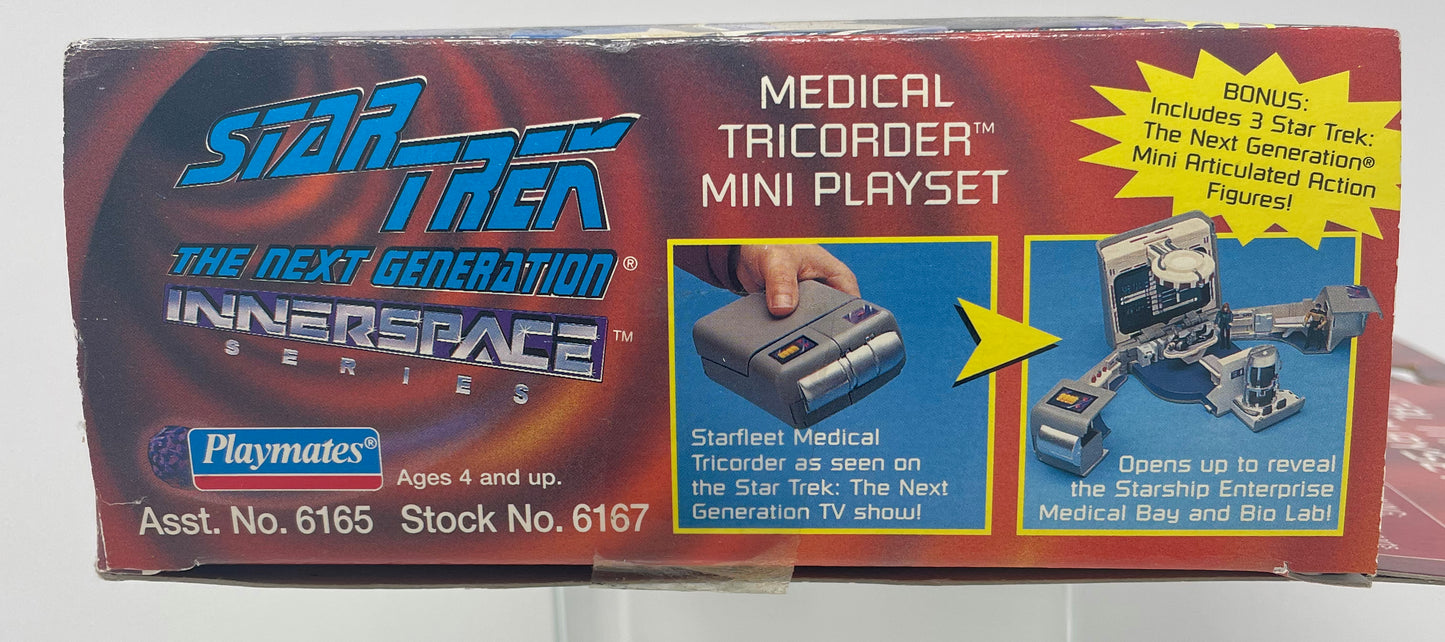 STAR TREK
THE NEXT GENERATION®
INNERSPACE™
SERIES
Playmates®
Ages 4 and up.
Asst. No. 6165 Stock No. 6167
MEDICAL
TRICORDER™
MINI PLAYSET
BONUS:
Includes 3 Star Trek:
The Next Generation®
Mini Articulated Action
Figures!
Starfleet Medical
Tricorder as seen on
the Star Trek: The Next
Generation TV show!
Opens up to reveal
the Starship Enterprise
Medical Bay and Bio Lab!